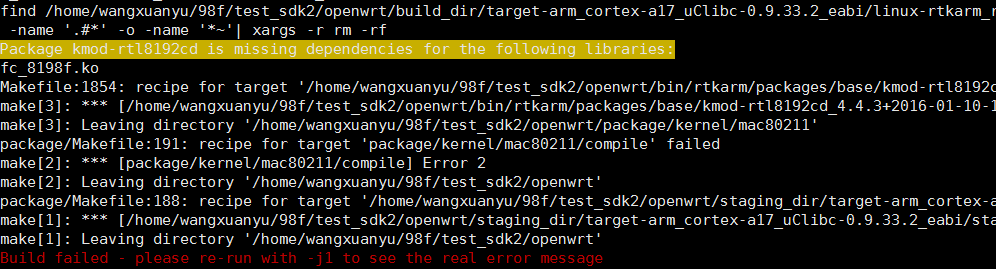 find /home/wangxuanyu/98f/test_sdk2/openwrt/build_dir/target-arm_cortex-a17_uClibc-0.9.33.2_eabi/linux-rtkarm_r
 -name '.#*' -o -name '*~'| xargs -r rm -rf
Package kmod-rtl8192cd is missing dependencies for the following libraries:
fc_8198f.ko
Makefile:1854: recipe for target '/home/wangxuanyu/98f/test_sdk2/openwrt/bin/rtkarm/packages/base/kmod-rtl8192c
make[3]: *** [/home/wangxuanyu/98f/test_sdk2/openwrt/bin/rtkarm/packages/base/kmod-rtl8192cd_4.4.3+2016-01-10-1
make[3]: Leaving directory '/home/wangxuanyu/98f/test_sdk2/openwrt/package/kernel/mac80211'
package/Makefile:191: recipe for target 'package/kernel/mac80211/compile' failed
make[2]: *** [package/kernel/mac80211/compile] Error 2
make[2]: Leaving directory '/home/wangxuanyu/98f/test_sdk2/openwrt'
package/Makefile:188: recipe for target '/home/wangxuanyu/98f/test_sdk2/openwrt/staging_dir/target-arm_cortex-a
make[1]: *** [/home/wangxuanyu/98f/test_sdk2/openwrt/staging_dir/target-arm_cortex-a17_uClibc-0.9.33.2_eabi/sta
make[1]: Leaving directory '/home/wangxuanyu/98f/test_sdk2/openwrt'
Build failed - please re-run with -j1 to see the real error message